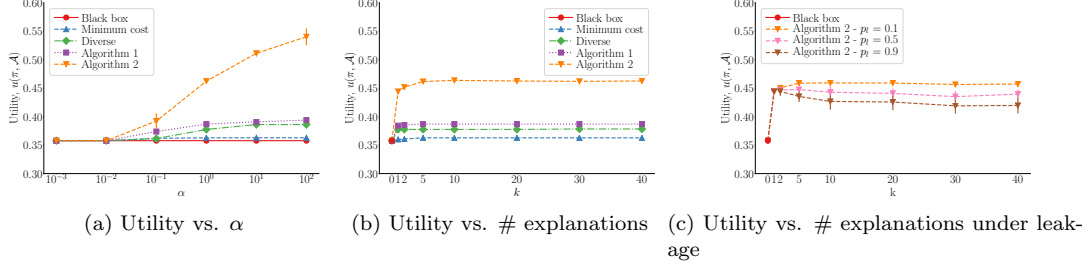 0.60
0.55
0.50
0.45
0.40
0.35
0.30
Utility, u(π, 𝒜)
Black box
Minimum cost
Diverse
Algorithm 1
Algorithm 2
10⁻³ 10⁻² 10⁻¹ 10⁰ 10¹ 10²
α
(a) Utility vs. α
0.60
0.55
0.50
0.45
0.40
0.35
0.30
Utility, u(π, 𝒜)
Black box
Minimum cost
Diverse
Algorithm 1
Algorithm 2
0 1 2 5 10 20 30 40
k
(b) Utility vs. # explanations
0.60
0.55
0.50
0.45
0.40
0.35
0.30
Utility, u(π, 𝒜)
Black box
Algorithm 2 - pₗ = 0.1
Algorithm 2 - pₗ = 0.5
Algorithm 2 - pₗ = 0.9
0 1 2 5 10 20 30 40
k
(c) Utility vs. # explanations under leak-
age